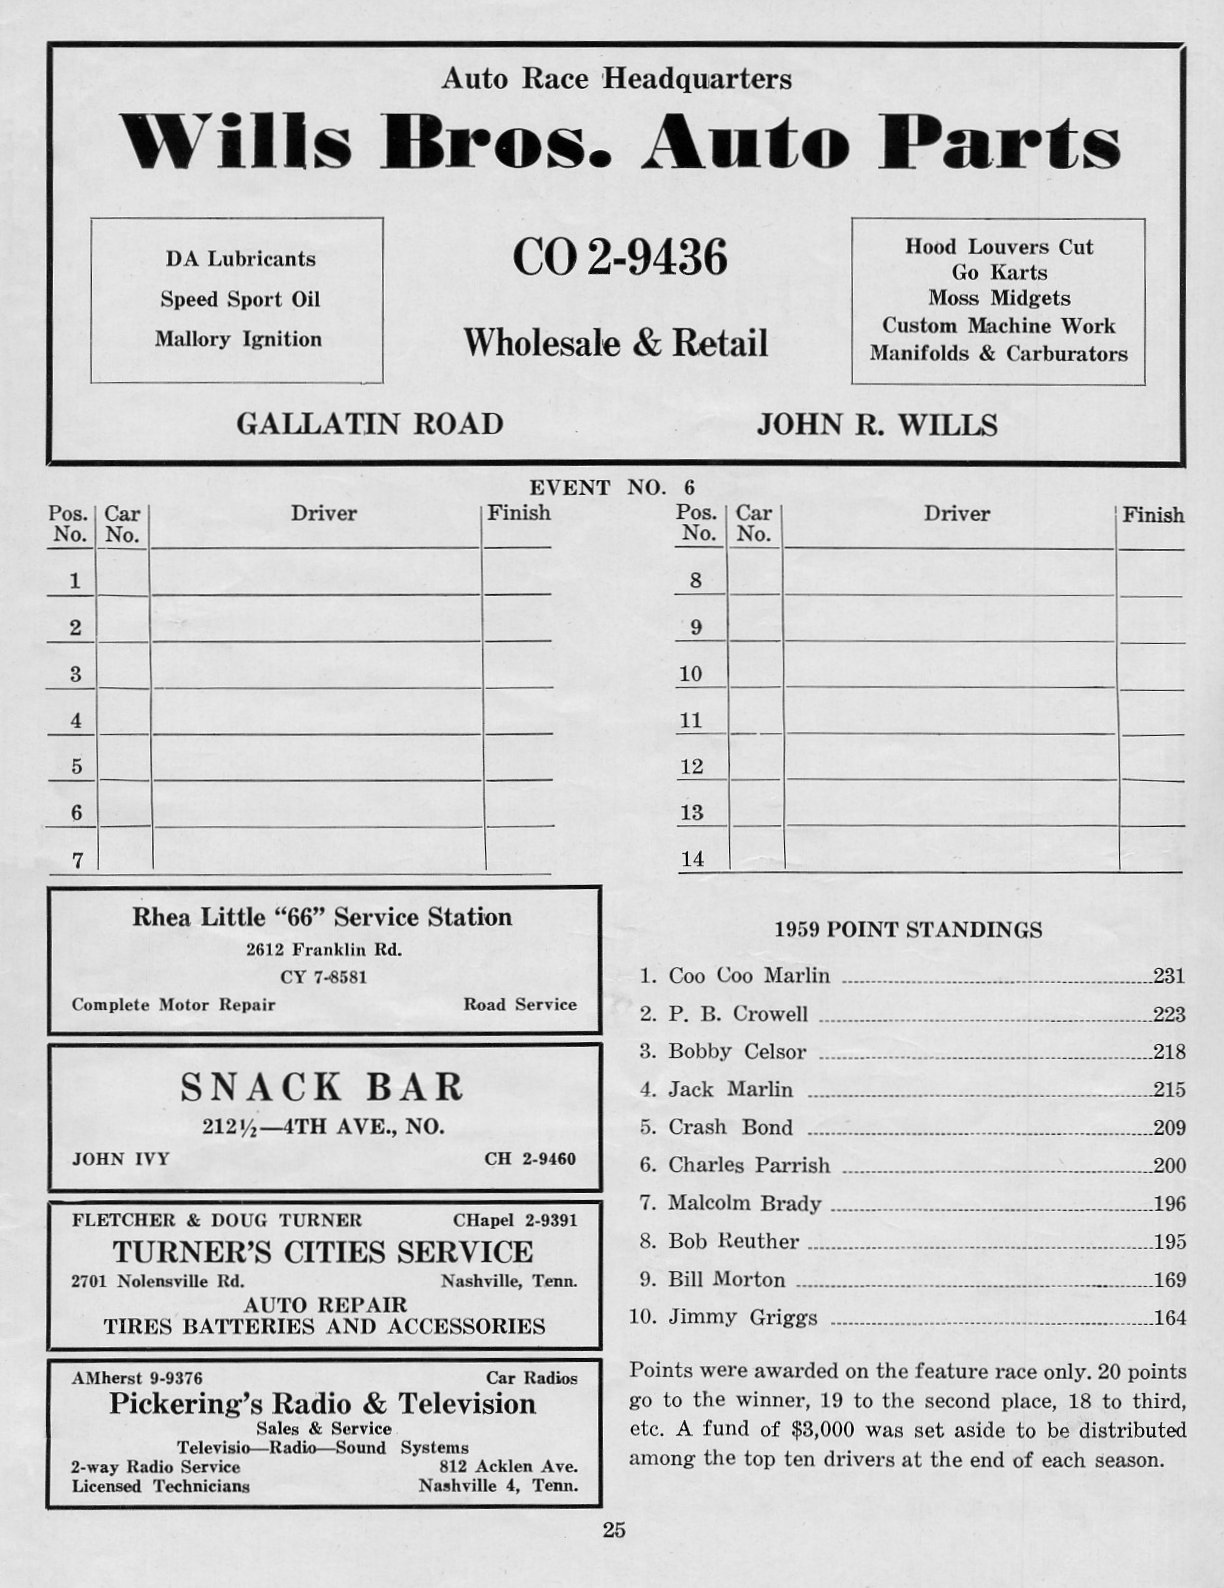 Auto Race Headquarters
Wills Bros. Auto Parts
DA Lubricants
Speed Sport Oil
Mallory Ignition
CO 2-9436
Wholesale & Retail
Hood Louvers Cut
Go Karts
Moss Midgets
Custom Machine Work
Manifolds & Carburators
GALLATIN ROAD JOHN R. WILLS
EVENT NO. 6
Pos. No. Car No. Driver Finish
1
2
3
4
5
6
7
Pos. No. Car No. Driver Finish
8
9
10
11
12
13
14
Rhea Little “66” Service Station
2612 Franklin Rd.
CY 7-8581
Complete Motor Repair Road Service
SNACK BAR
212½—4TH AVE., NO.
JOHN IVY CH 2-9460
FLETCHER & DOUG TURNER CHapel 2-9391
TURNER'S CITIES SERVICE
2701 Nolensville Rd. Nashville, Tenn.
AUTO REPAIR
TIRES BATTERIES AND ACCESSORIES
AMherst 9-9376 Car Radios
Pickering's Radio & Television
Sales & Service
Televisio—Radio—Sound Systems
2-way Radio Service 812 Acklen Ave.
Licensed Technicians Nashville 4, Tenn.
1959 POINT STANDINGS
1. Coo Coo Marlin 231
2. P. B. Crowell 223
3. Bobby Celsor 218
4. Jack Marlin 215
5. Crash Bond 209
6. Charles Parrish 200
7. Malcolm Brady 196
8. Bob Reuther 195
9. Bill Morton 169
10. Jimmy Griggs 164
Points were awarded on the feature race only. 20 points
go to the winner, 19 to the second place, 18 to third,
etc. A fund of $3,000 was set aside to be distributed
among the top ten drivers at the end of each season.
25